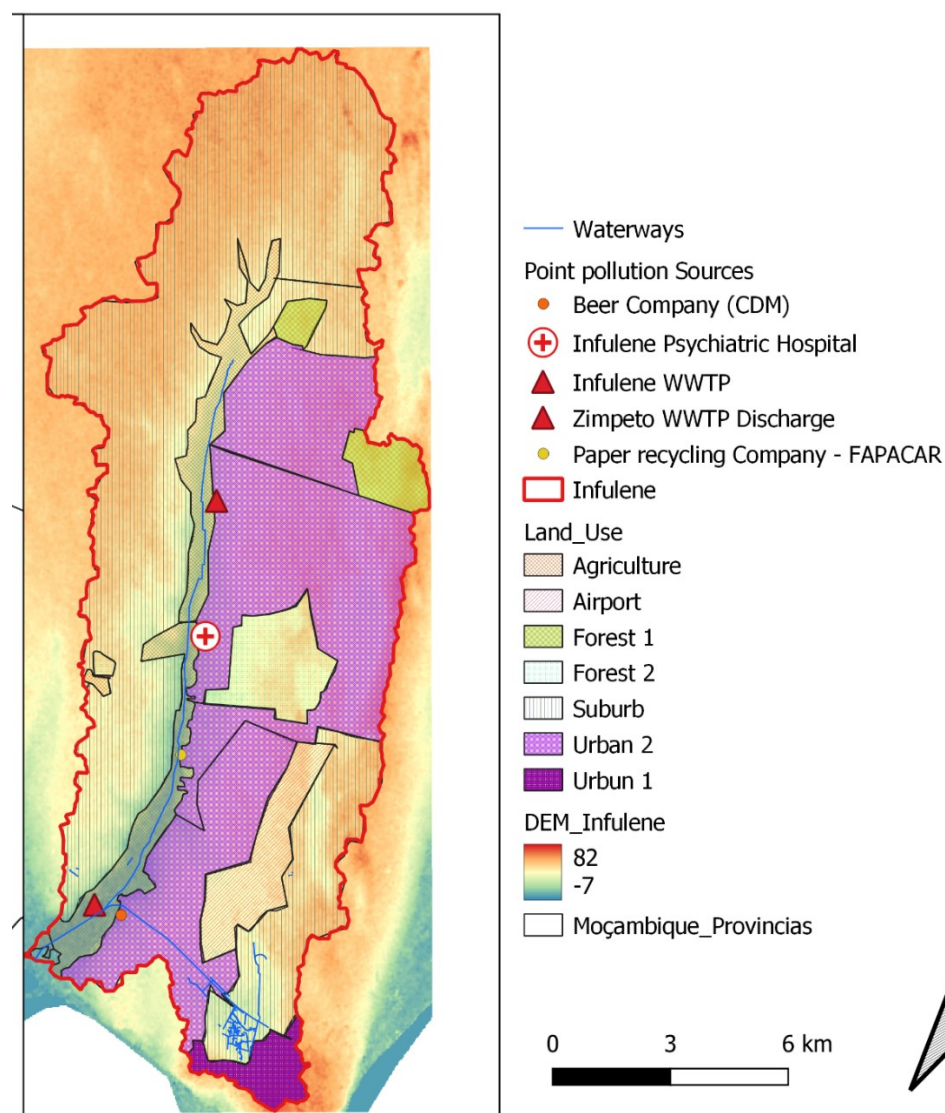 Waterways
Point pollution Sources
Beer Company (CDM)
Infulene Psychiatric Hospital
Infulene WWTP
Zimpeto WWTP Discharge
Paper recycling Company - FAPACAR
Infulene
Land_Use
Agriculture
Airport
Forest 1
Forest 2
Suburb
Urban 2
Urbun 1
DEM_Infulene
82
-7
Moçambique_Provincias
0 3 6 km